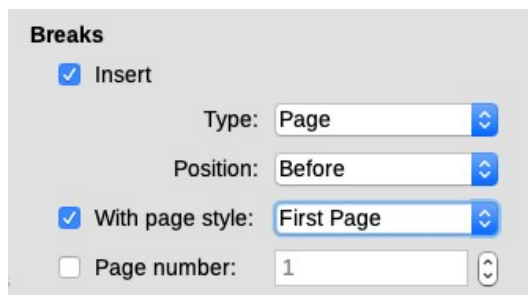 Breaks
Insert
Type: Page
Position: Before
With page style: First Page
Page number: 1